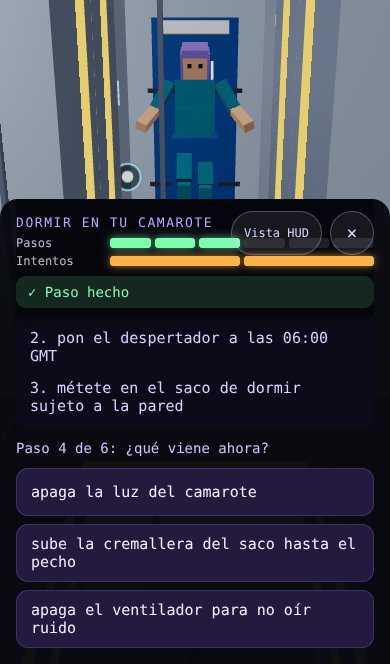 DORMIR EN TU CAMAROTE
Vista HUD
×
Pasos
Intentos
✓ Paso hecho
2. pon el despertador a las 06:00
GMT
3. métete en el saco de dormir
sujeto a la pared
Paso 4 de 6: ¿qué viene ahora?
apaga la luz del camarote
sube la cremallera del saco hasta el
pecho
apaga el ventilador para no oír
ruido